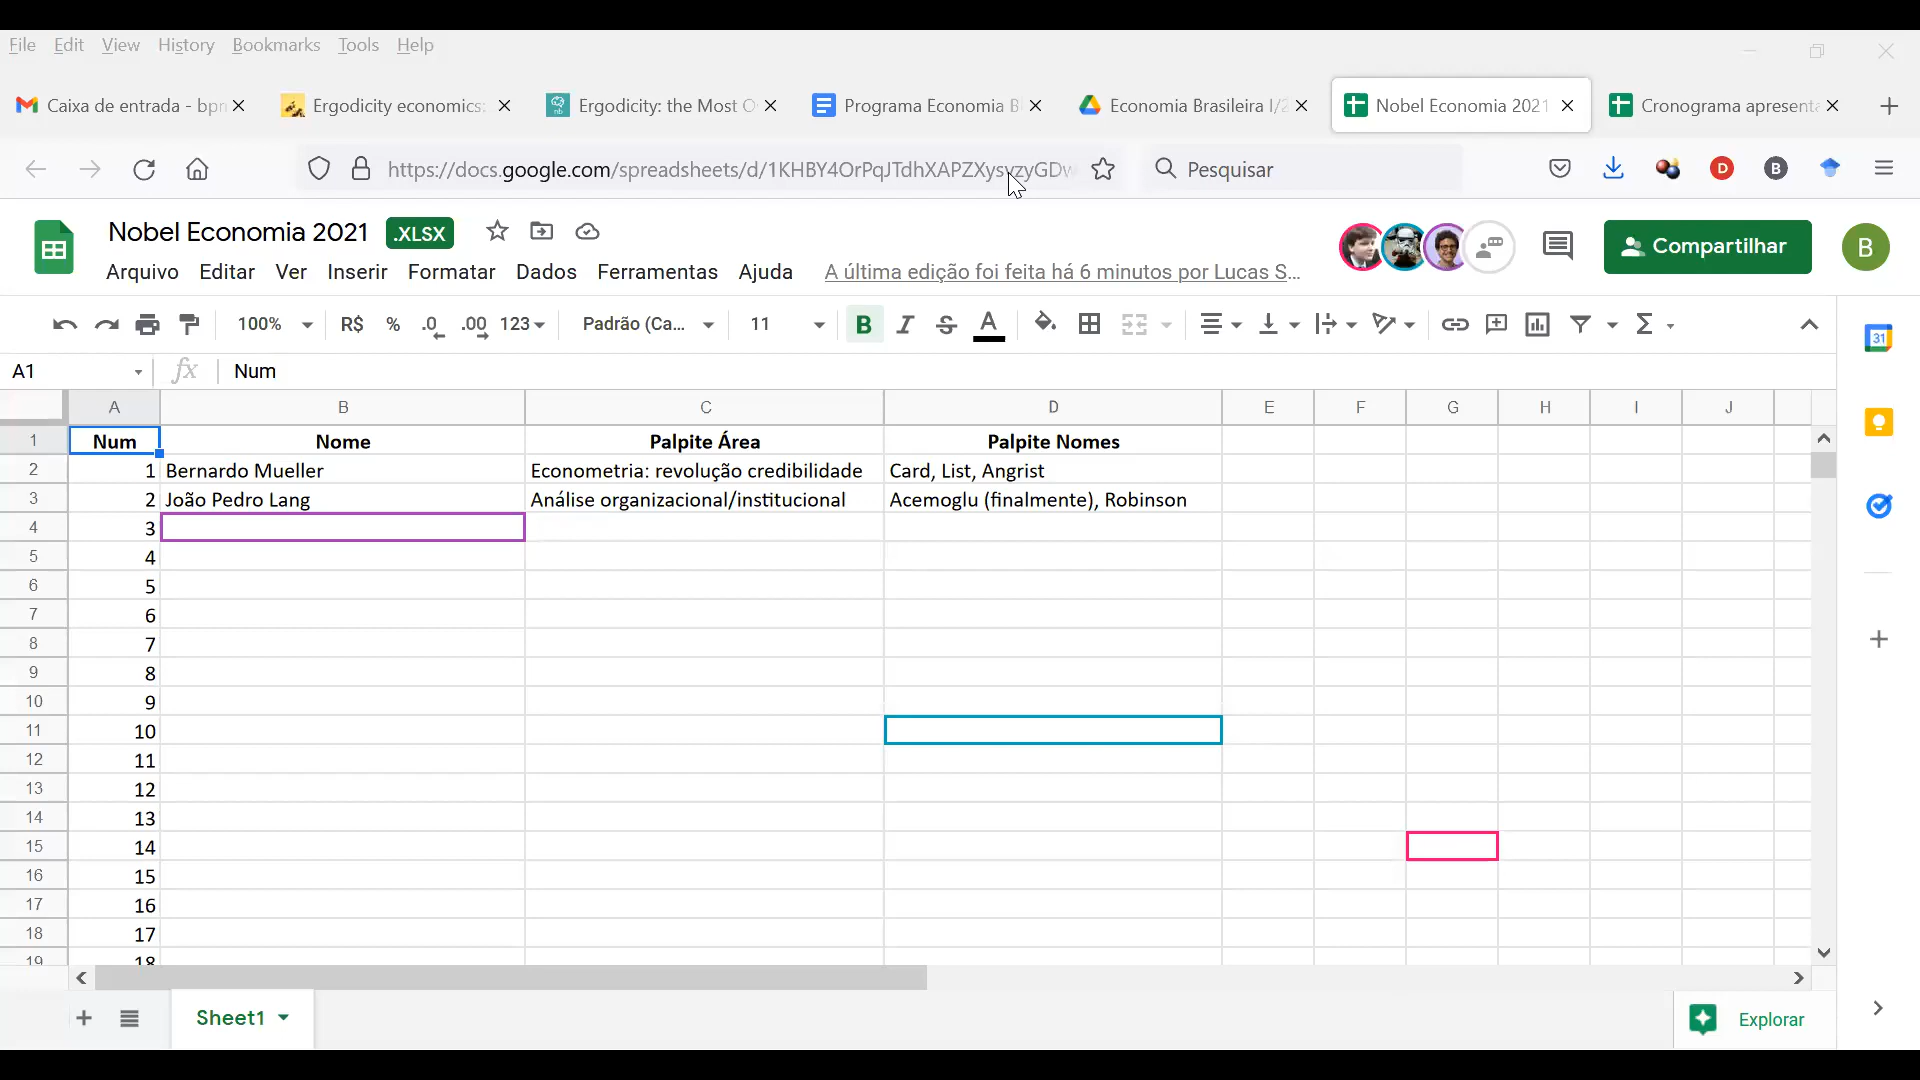 File Edit View History Bookmarks Tools Help
Caixa de entrada - bpr
Ergodicity economics:
Ergodicity: the Most O
Programa Economia B
Economia Brasileira I/2
Nobel Economia 2021
Cronograma apresenta
https://docs.google.com/spreadsheets/d/1KHBY4OrPqJTdhXAPZXysvzyGDw
Pesquisar
Nobel Economia 2021 .XLSX
Compartilhar
B
Arquivo Editar Ver Inserir Formatar Dados Ferramentas Ajuda A última edição foi feita há 6 minutos por Lucas S...
100% R$ % .0 .00 123 Padrão (Ca... 11 B I S A Σ
31
A1 fx Num
A B C D E F G H I J
1 Num Nome Palpite Área Palpite Nomes
2 1 Bernardo Mueller Econometria: revolução credibilidade Card, List, Angrist
3 2 João Pedro Lang Análise organizacional/institucional Acemoglu (finalmente), Robinson
4 3
5 4
6 5
7 6
8 7
9 8
10 9
11 10
12 11
13 12
14 13
15 14
16 15
17 16
18 17
19 18
Sheet1
Explorar